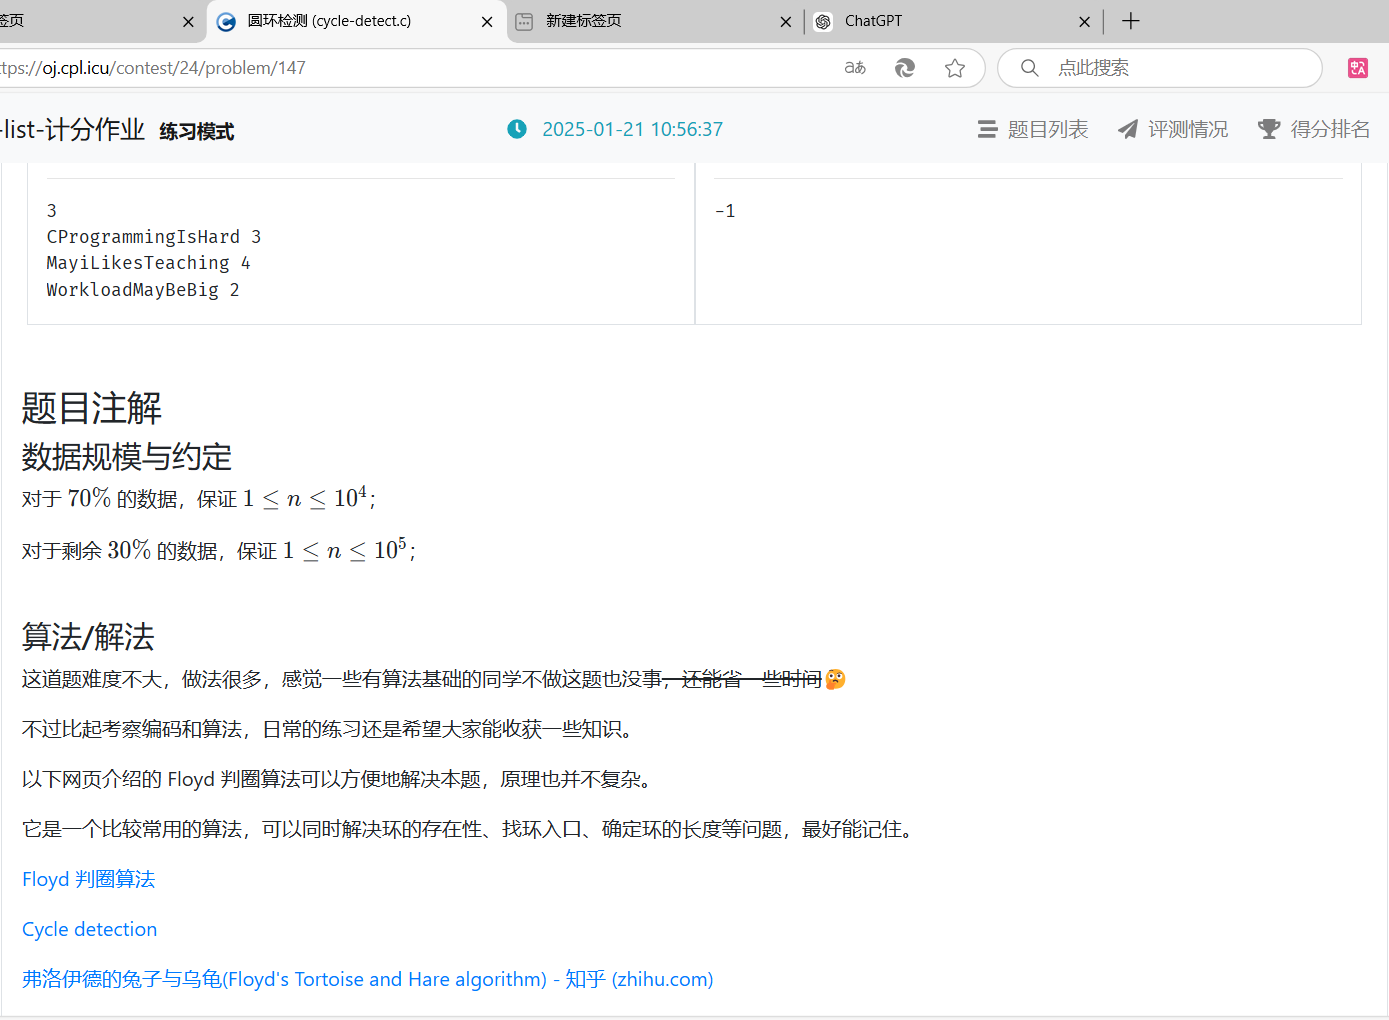 签页
圆环检测 (cycle-detect.c)
新建标签页
ChatGPT
ttps://oj.cpl.icu/contest/24/problem/147
点此搜索
-list-计分作业 练习模式
2025-01-21 10:56:37
题目列表
评测情况
得分排名
3
CProgrammingIsHard 3
MayiLikesTeaching 4
WorkloadMayBeBig 2
-1
题目注解
数据规模与约定
对于 70% 的数据，保证 1 ≤ n ≤ 10^4；
对于剩余 30% 的数据，保证 1 ≤ n ≤ 10^5；
算法/解法
这道题难度不大，做法很多，感觉一些有算法基础的同学不做这题也没事，还能省一些时间🤔
不过比起考察编码和算法，日常的练习还是希望大家能收获一些知识。
以下网页介绍的 Floyd 判圈算法可以方便地解决本题，原理也并不复杂。
它是一个比较常用的算法，可以同时解决环的存在性、找环入口、确定环的长度等问题，最好能记住。
Floyd 判圈算法
Cycle detection
弗洛伊德的兔子与乌龟(Floyd's Tortoise and Hare algorithm) - 知乎 (zhihu.com)